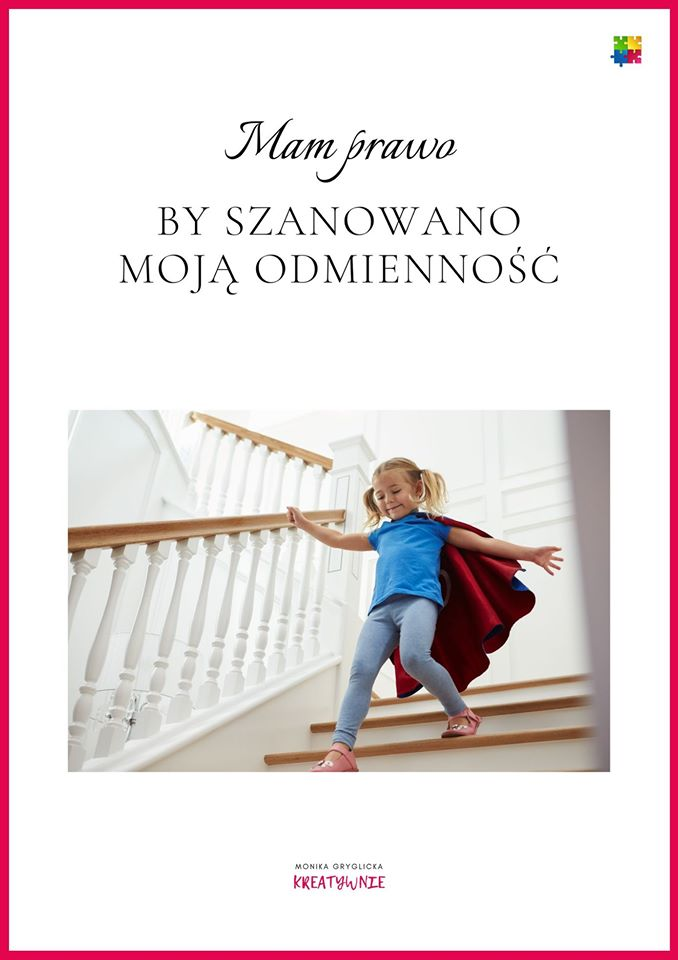 Mam prawo
BY SZANOWANO
MOJĄ ODMIENNOŚĆ
MONIKA GRYGLICKA
KREATYWNIE